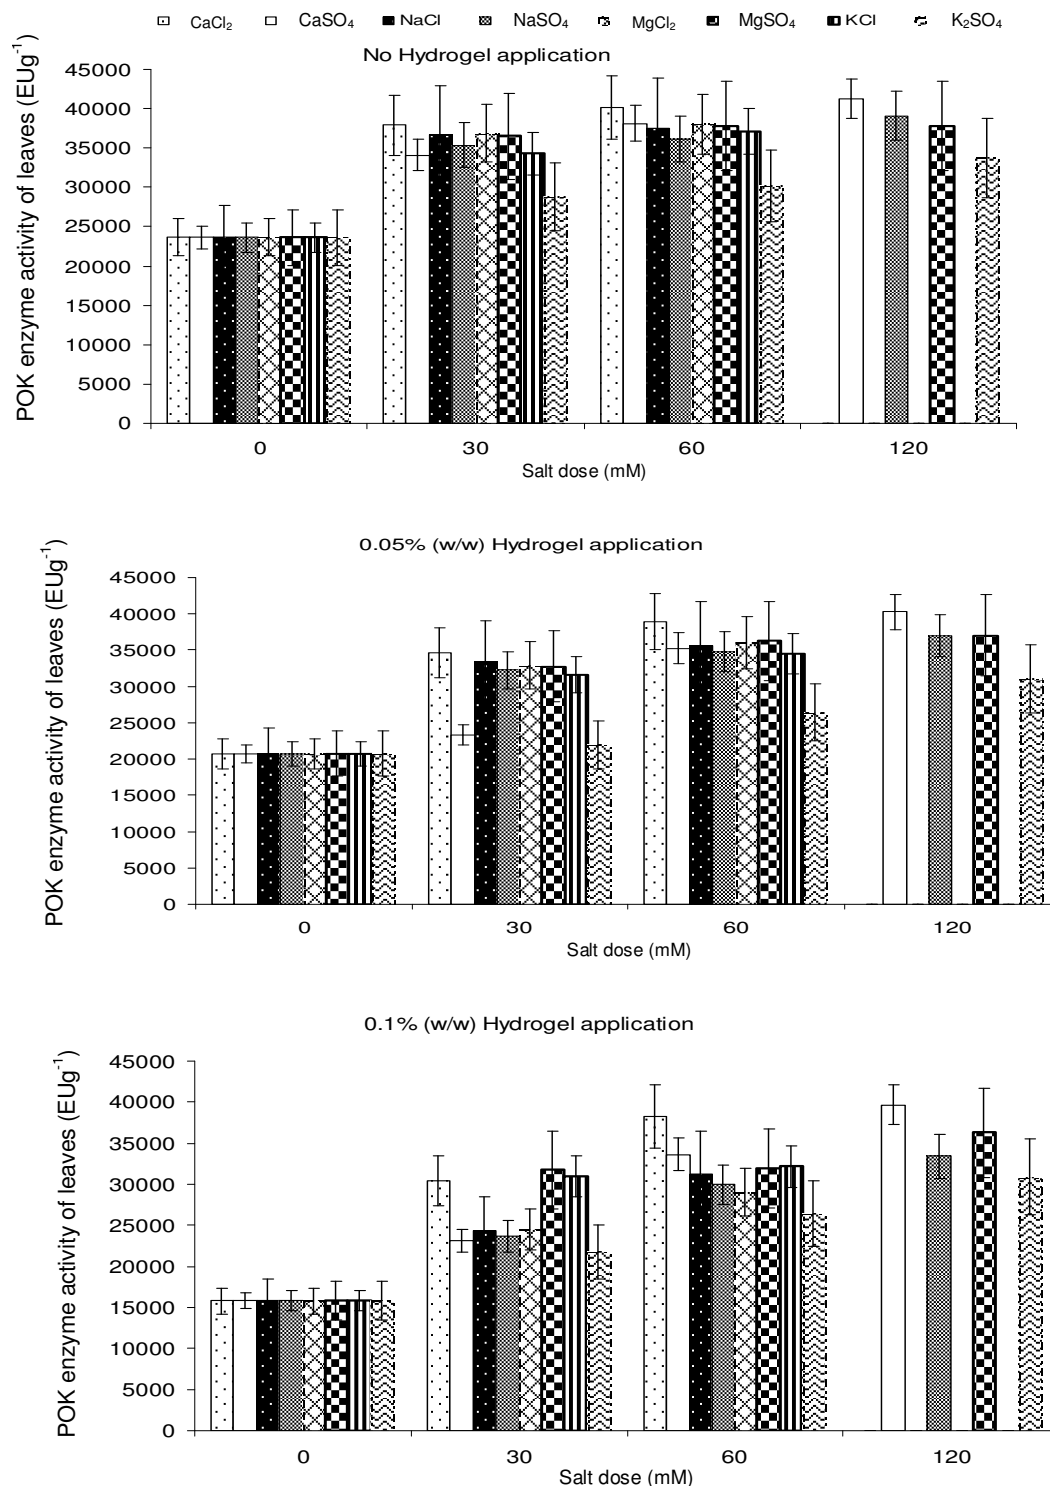 CaCl₂ CaSO₄ NaCl NaSO₄ MgCl₂ MgSO₄ KCl K₂SO₄
No Hydrogel application
POK enzyme activity of leaves (EUg⁻¹)
45000
40000
35000
30000
25000
20000
15000
10000
5000
0
0 30 60 120
Salt dose (mM)
0.05% (w/w) Hydrogel application
POK enzyme activity of leaves (EUg⁻¹)
45000
40000
35000
30000
25000
20000
15000
10000
5000
0
0 30 60 120
Salt dose (mM)
0.1% (w/w) Hydrogel application
POK enzyme activity of leaves (EUg⁻¹)
45000
40000
35000
30000
25000
20000
15000
10000
5000
0
0 30 60 120
Salt dose (mM)